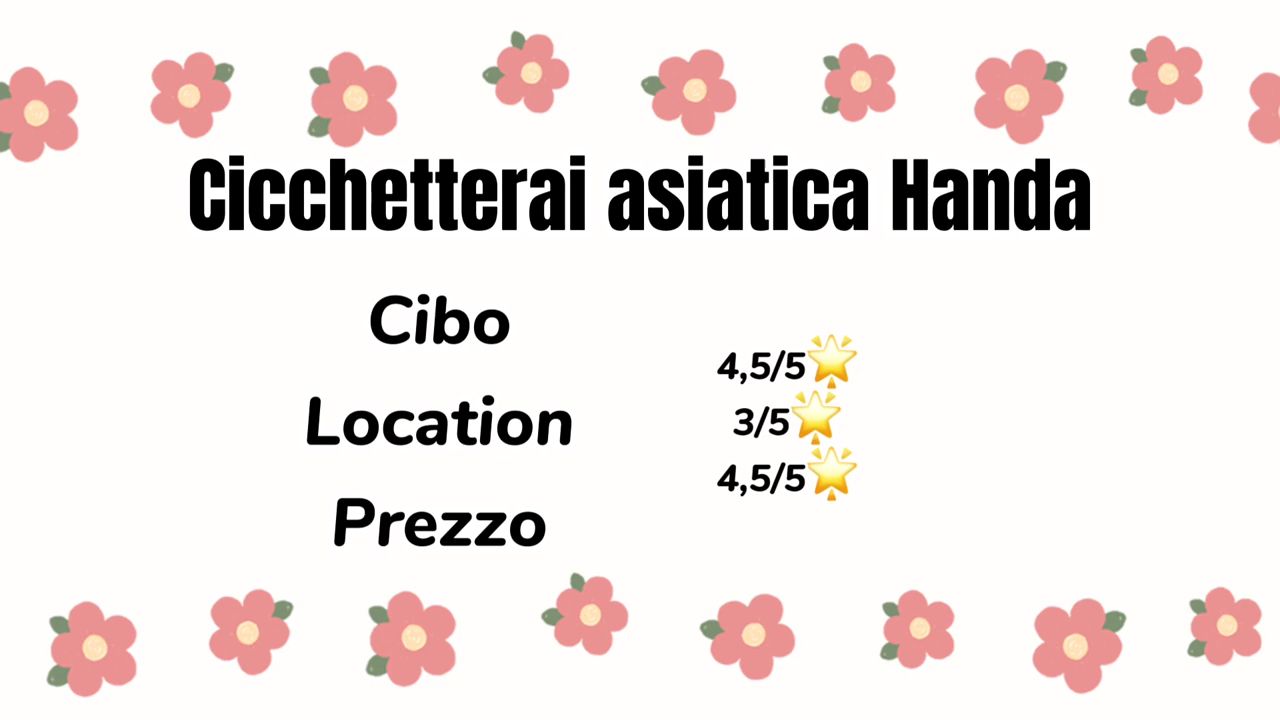 Cicchetterai asiatica Handa
Cibo
Location
Prezzo
4,5/5🌟
3/5🌟
4,5/5🌟